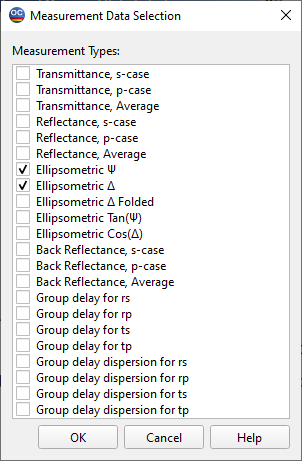 OC Measurement Data Selection
Measurement Types:
Transmittance, s-case
Transmittance, p-case
Transmittance, Average
Reflectance, s-case
Reflectance, p-case
Reflectance, Average
Ellipsometric Ψ
Ellipsometric Δ
Ellipsometric Δ Folded
Ellipsometric Tan(Ψ)
Ellipsometric Cos(Δ)
Back Reflectance, s-case
Back Reflectance, p-case
Back Reflectance, Average
Group delay for rs
Group delay for rp
Group delay for ts
Group delay for tp
Group delay dispersion for rs
Group delay dispersion for rp
Group delay dispersion for ts
Group delay dispersion for tp
OK Cancel Help